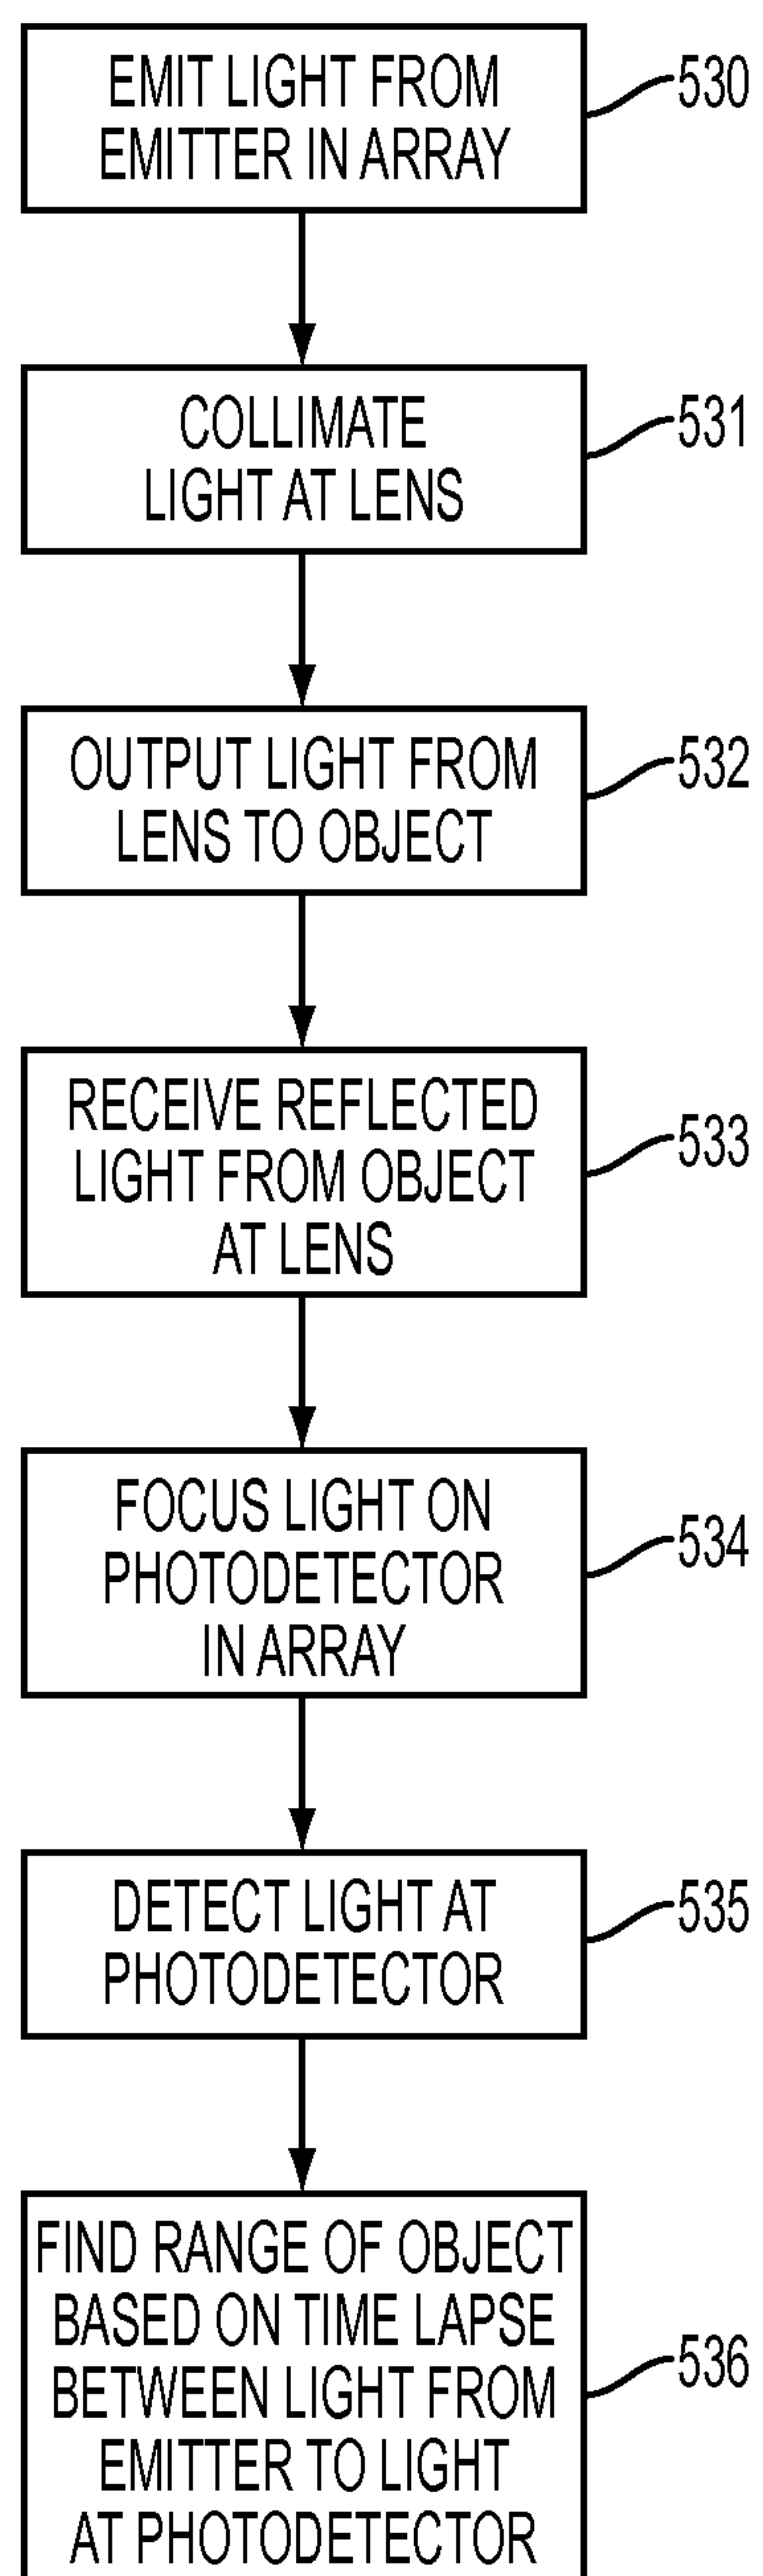 EMIT LIGHT FROM
EMITTER IN ARRAY
530
COLLIMATE
LIGHT AT LENS
531
OUTPUT LIGHT FROM
LENS TO OBJECT
532
RECEIVE REFLECTED
LIGHT FROM OBJECT
AT LENS
533
FOCUS LIGHT ON
PHOTODETECTOR
IN ARRAY
534
DETECT LIGHT AT
PHOTODETECTOR
535
FIND RANGE OF OBJECT
BASED ON TIME LAPSE
BETWEEN LIGHT FROM
EMITTER TO LIGHT
AT PHOTODETECTOR
536